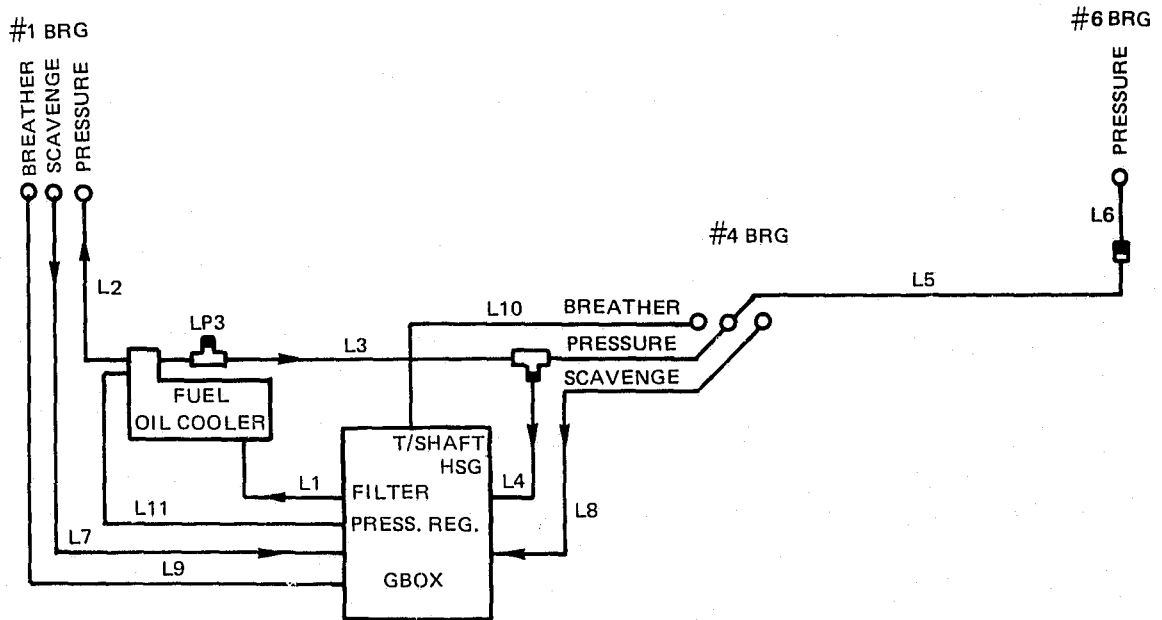 #1 BRG
BREATHER
SCAVENGE
PRESSURE
#6 BRG
PRESSURE
L6
#4 BRG
L5
L2
LP3
L3
L10
BREATHER
PRESSURE
SCAVENGE
FUEL
OIL COOLER
T/SHAFT
HSG
L1
FILTER
L4
L11
PRESS. REG.
L8
L7
L9
GBOX